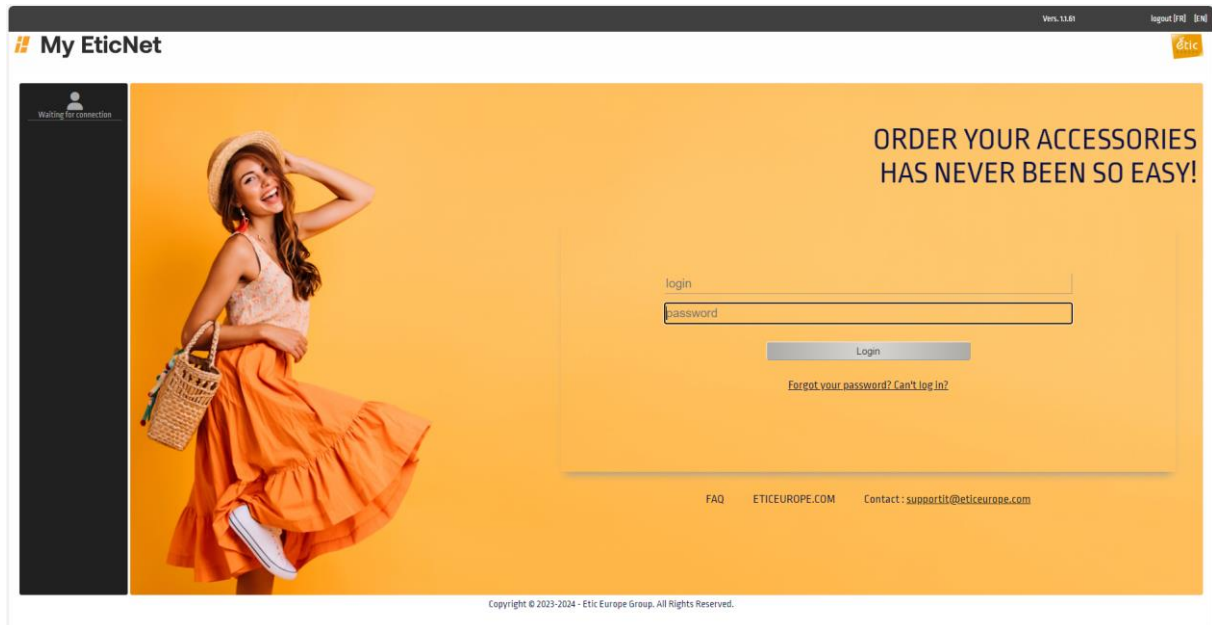 Vers. 1.1.61 logout [FR] [EN]
My EticNet
étic
Waiting for connection
ORDER YOUR ACCESSORIES
HAS NEVER BEEN SO EASY!
login
password
Login
Forgot your password? Can't log in?
FAQ ETICEUROPE.COM Contact : supportit@eticeurope.com
Copyright © 2023-2024 - Etic Europe Group. All Rights Reserved.